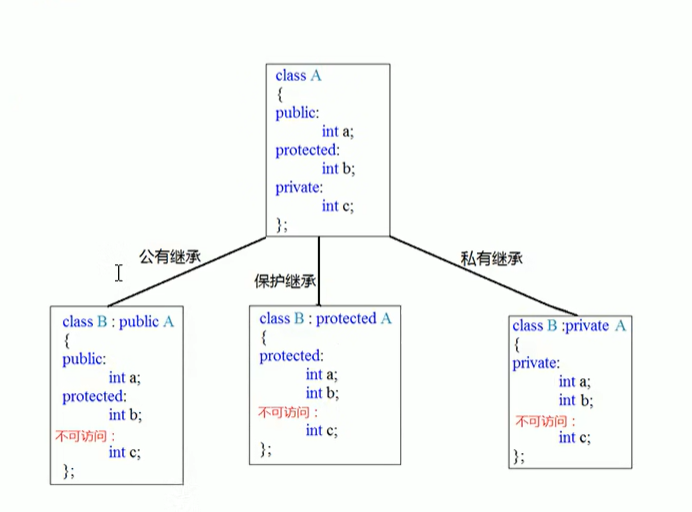 class A
{
public:
int a;
protected:
int b;
private:
int c;
};
公有继承
保护继承
私有继承
class B : public A
{
public:
int a;
protected:
int b;
不可访问：
int c;
};
class B : protected A
{
protected:
int a;
int b;
不可访问：
int c;
};
class B :private A
{
private:
int a;
int b;
不可访问：
int c;
};